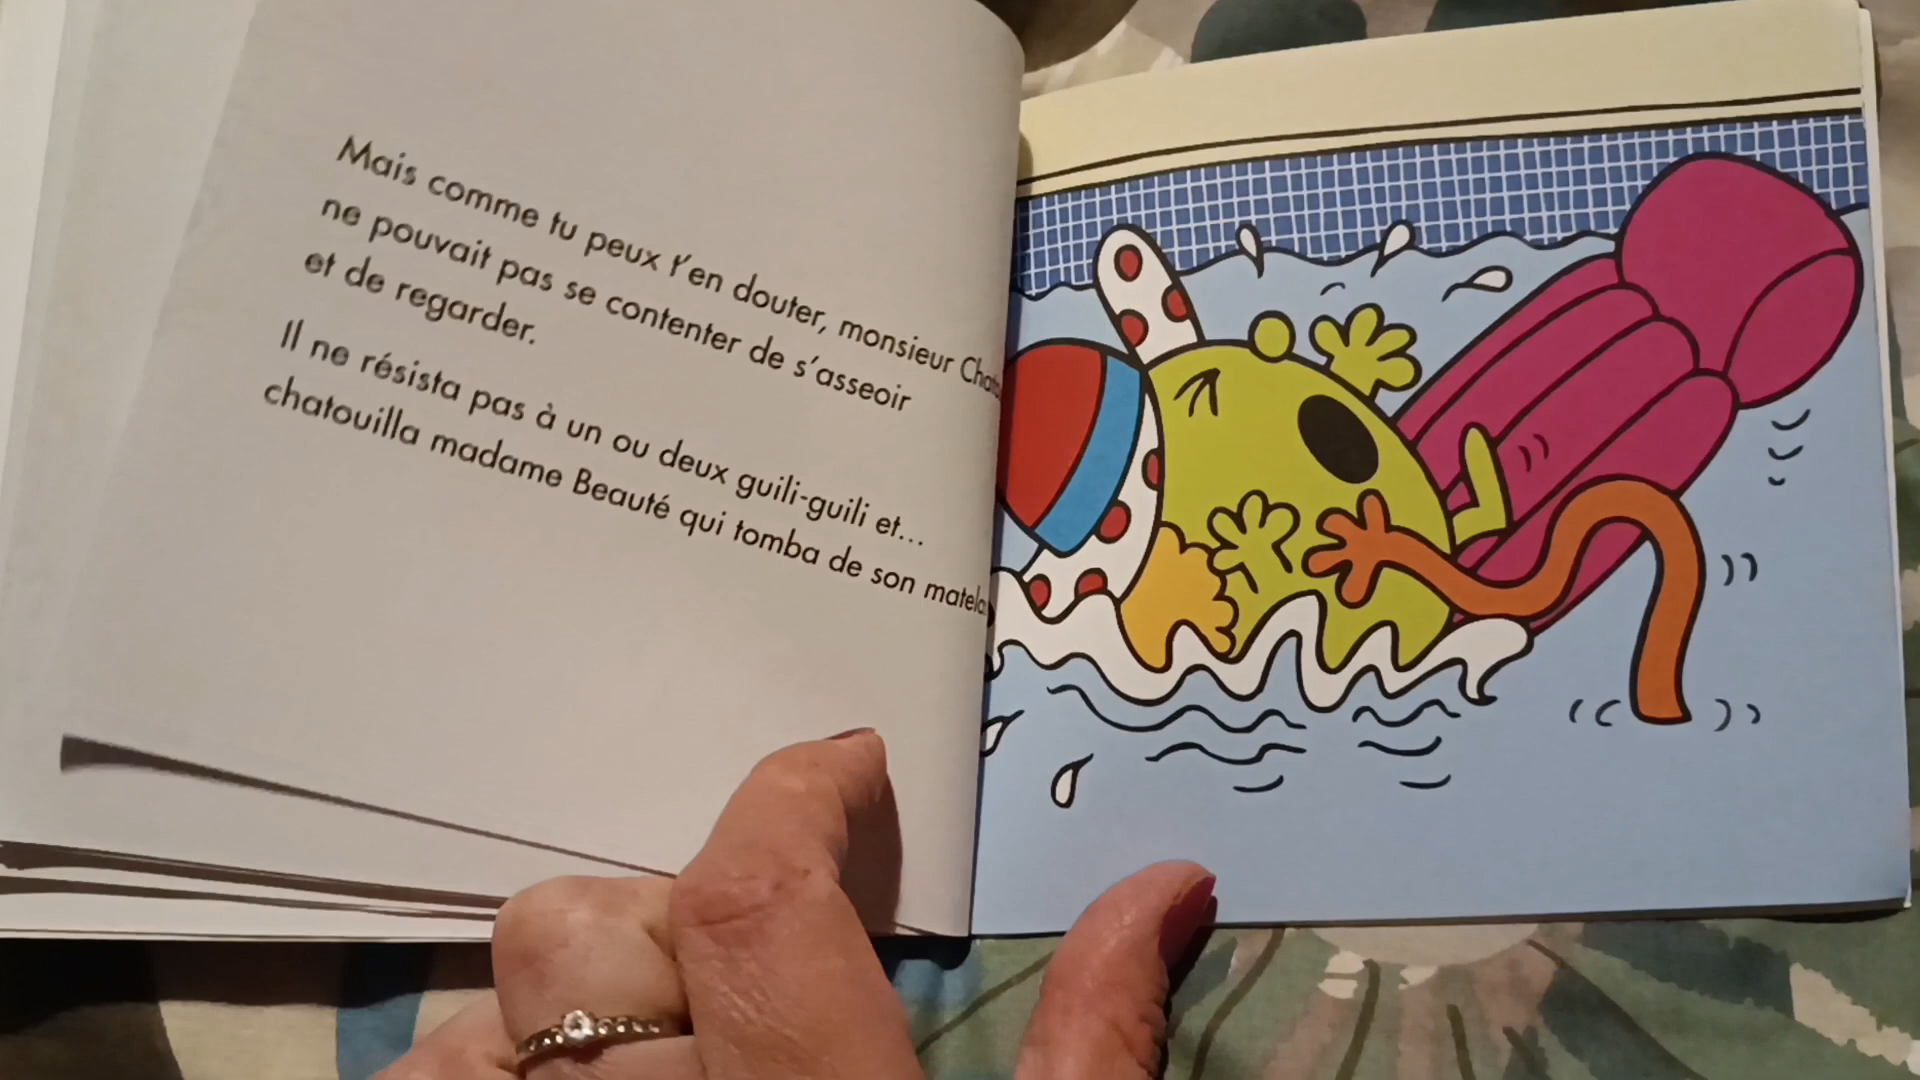 Mais comme tu peux t'en douter, monsieur
ne pouvait pas se contenter de s'asseoir
et de regarder.
Il ne résista pas à un ou deux guili-guili et...
chatouilla madame Beauté qui tomba de son